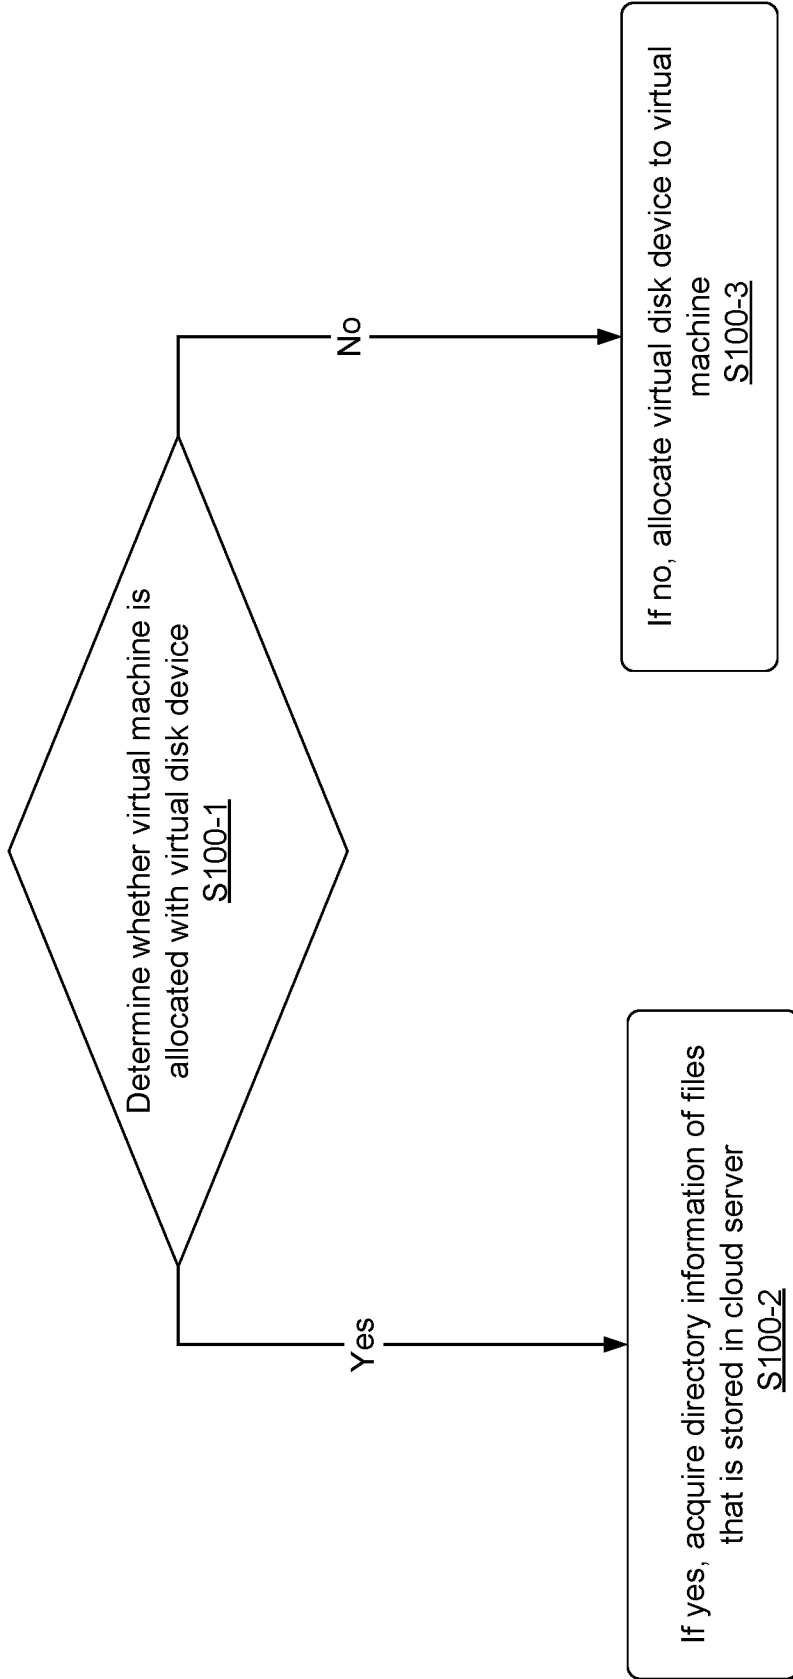 Determine whether virtual machine is
allocated with virtual disk device
S100-1
Yes
No
If yes, acquire directory information of files
that is stored in cloud server
S100-2
If no, allocate virtual disk device to virtual
machine
S100-3